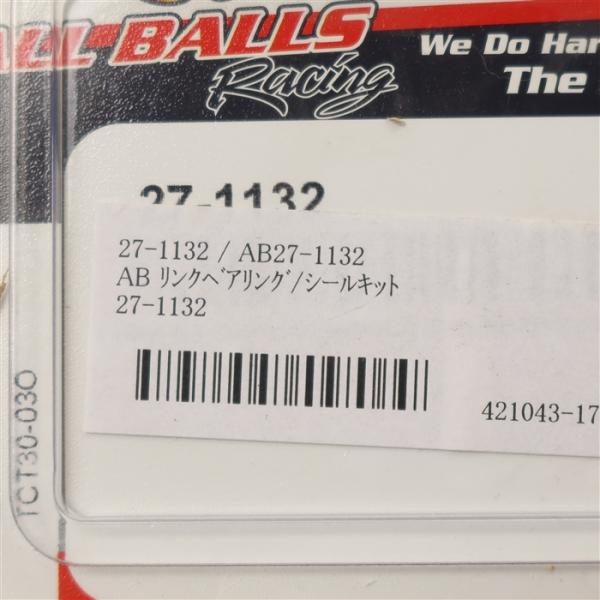 ALL BALLS
Racing
We Do Har
The
27-1132
27-1132 / AB27-1132
AB ﾘﾝｸﾍﾞｱﾘﾝｸﾞ/ｼｰﾙｷｯﾄ
27-1132
421043-17
TCT30-03O